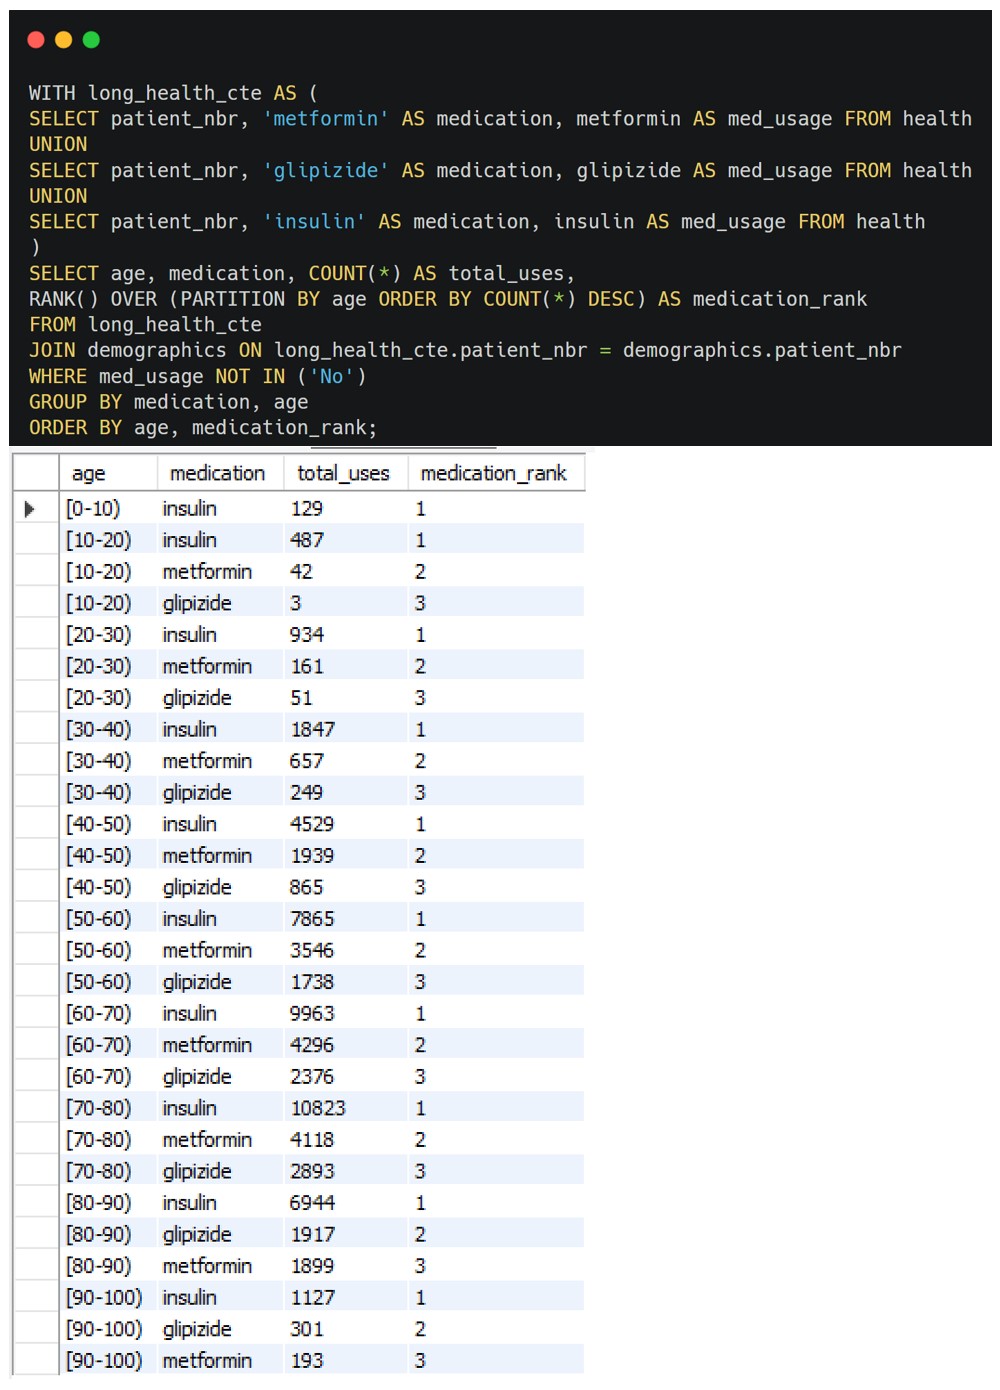 WITH long_health_cte AS (
SELECT patient_nbr, 'metformin' AS medication, metformin AS med_usage FROM health
UNION
SELECT patient_nbr, 'glipizide' AS medication, glipizide AS med_usage FROM health
UNION
SELECT patient_nbr, 'insulin' AS medication, insulin AS med_usage FROM health
)
SELECT age, medication, COUNT(*) AS total_uses,
RANK() OVER (PARTITION BY age ORDER BY COUNT(*) DESC) AS medication_rank
FROM long_health_cte
JOIN demographics ON long_health_cte.patient_nbr = demographics.patient_nbr
WHERE med_usage NOT IN ('No')
GROUP BY medication, age
ORDER BY age, medication_rank;
age medication total_uses medication_rank
[0-10) insulin 129 1
[10-20) insulin 487 1
[10-20) metformin 42 2
[10-20) glipizide 3 3
[20-30) insulin 934 1
[20-30) metformin 161 2
[20-30) glipizide 51 3
[30-40) insulin 1847 1
[30-40) metformin 657 2
[30-40) glipizide 249 3
[40-50) insulin 4529 1
[40-50) metformin 1939 2
[40-50) glipizide 865 3
[50-60) insulin 7865 1
[50-60) metformin 3546 2
[50-60) glipizide 1738 3
[60-70) insulin 9963 1
[60-70) metformin 4296 2
[60-70) glipizide 2376 3
[70-80) insulin 10823 1
[70-80) metformin 4118 2
[70-80) glipizide 2893 3
[80-90) insulin 6944 1
[80-90) glipizide 1917 2
[80-90) metformin 1899 3
[90-100) insulin 1127 1
[90-100) glipizide 301 2
[90-100) metformin 193 3